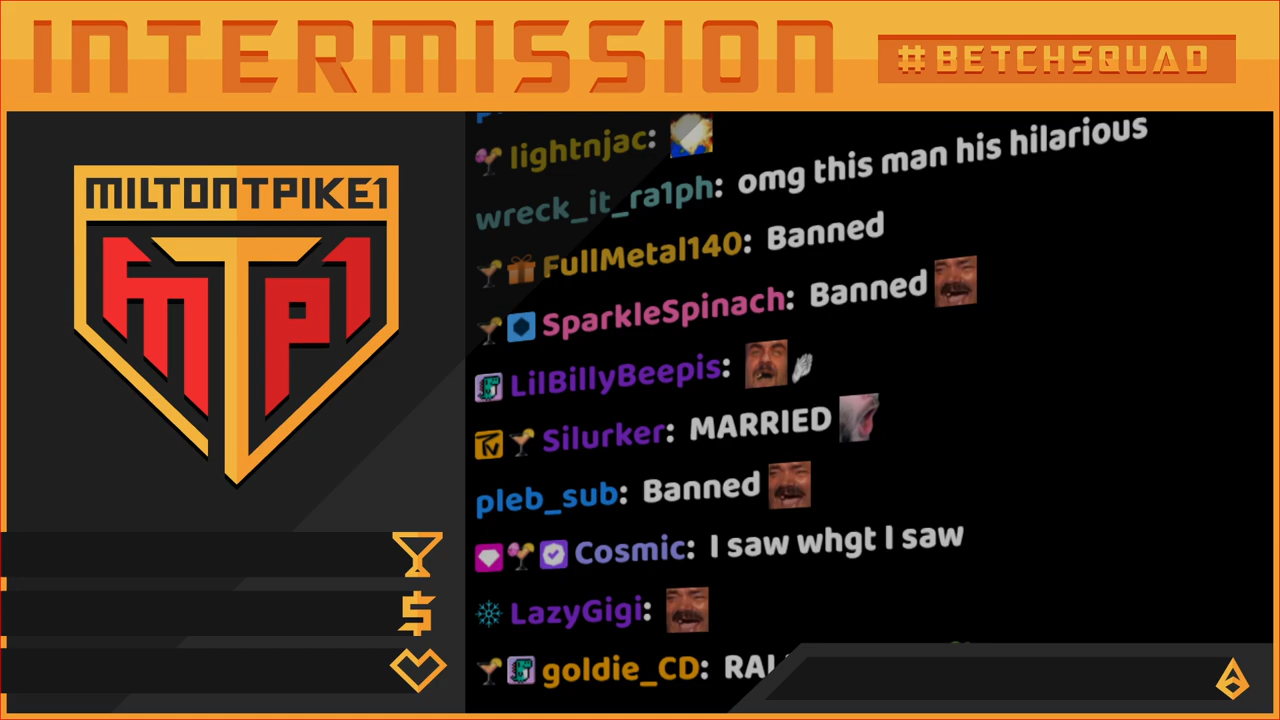 INTERMISSION
#BETCHSQUAD
MILTONTPIKE1
MTP1
lightnjac:
wreck_it_ra1ph: omg this man his hilarious
FullMetal140: Banned
SparkleSpinach: Banned
LilBillyBeepis:
Silurker: MARRIED
pleb_sub: Banned
Cosmic: I saw whgt I saw
LazyGigi:
goldie_CD: